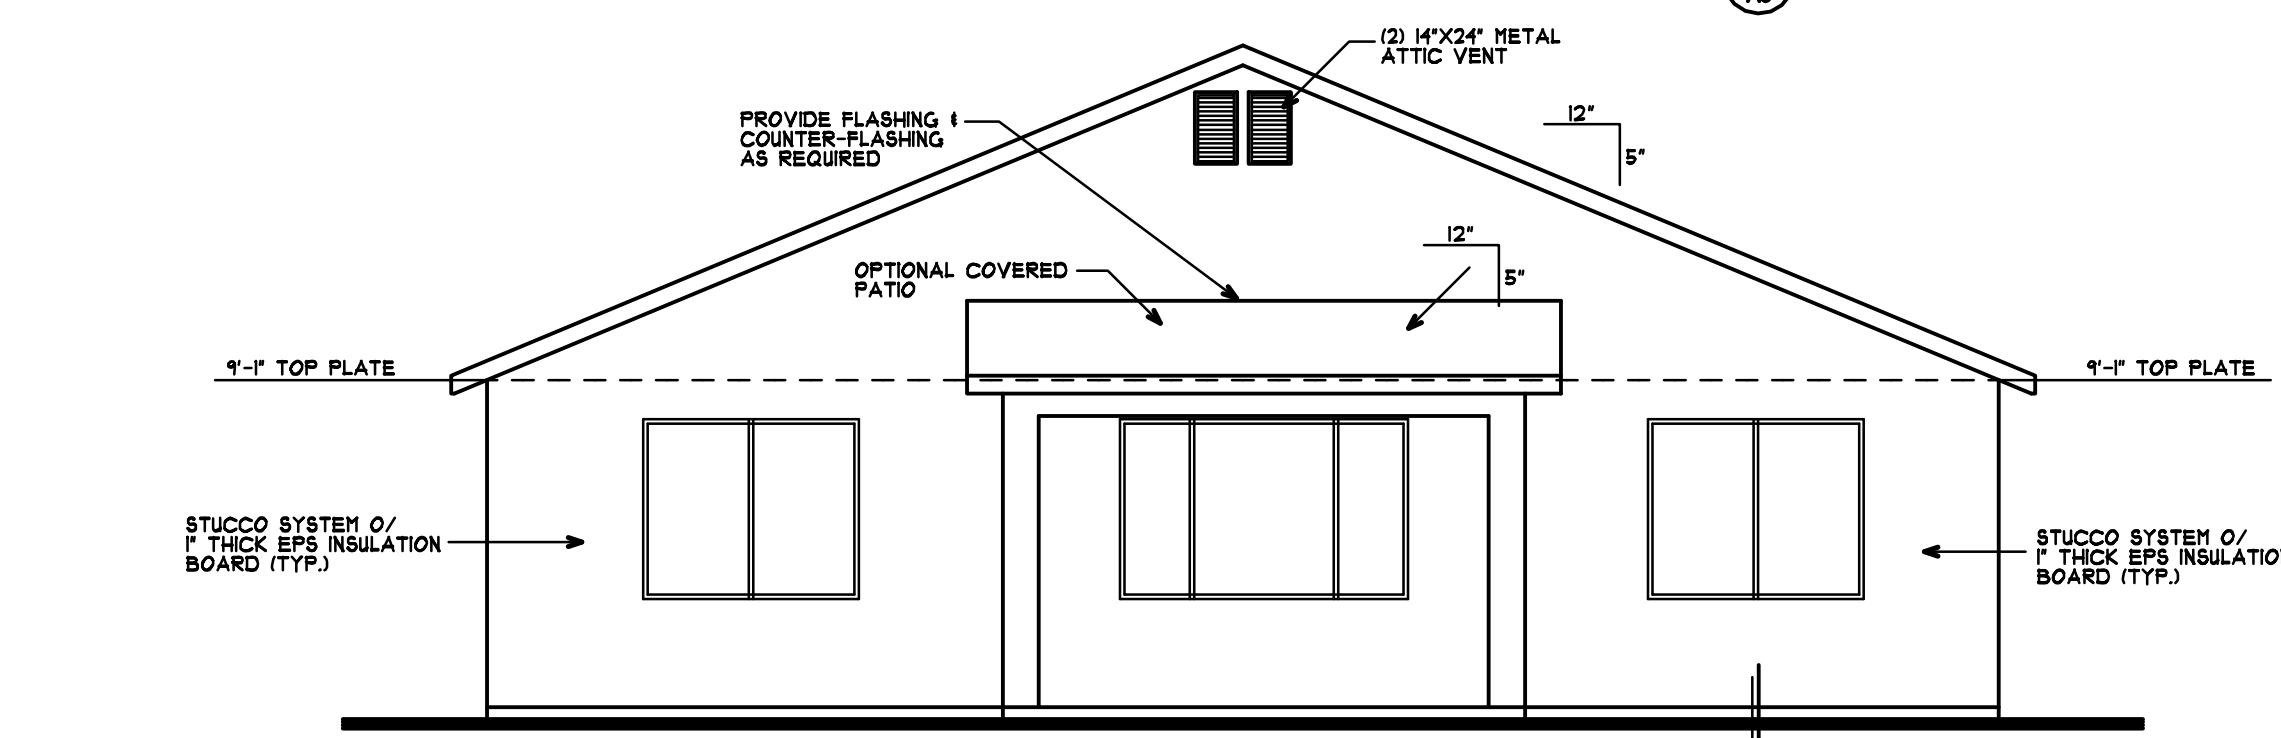 (2) 14"X24" METAL
ATTIC VENT
PROVIDE FLASHING &
COUNTER-FLASHING
AS REQUIRED
12"
5"
12"
5"
OPTIONAL COVERED
PATIO
9'-1" TOP PLATE
9'-1" TOP PLATE
STUCCO SYSTEM O/
1" THICK EPS INSULATION
BOARD (TYP.)
STUCCO SYSTEM O/
1" THICK EPS INSULATIO
BOARD (TYP.)